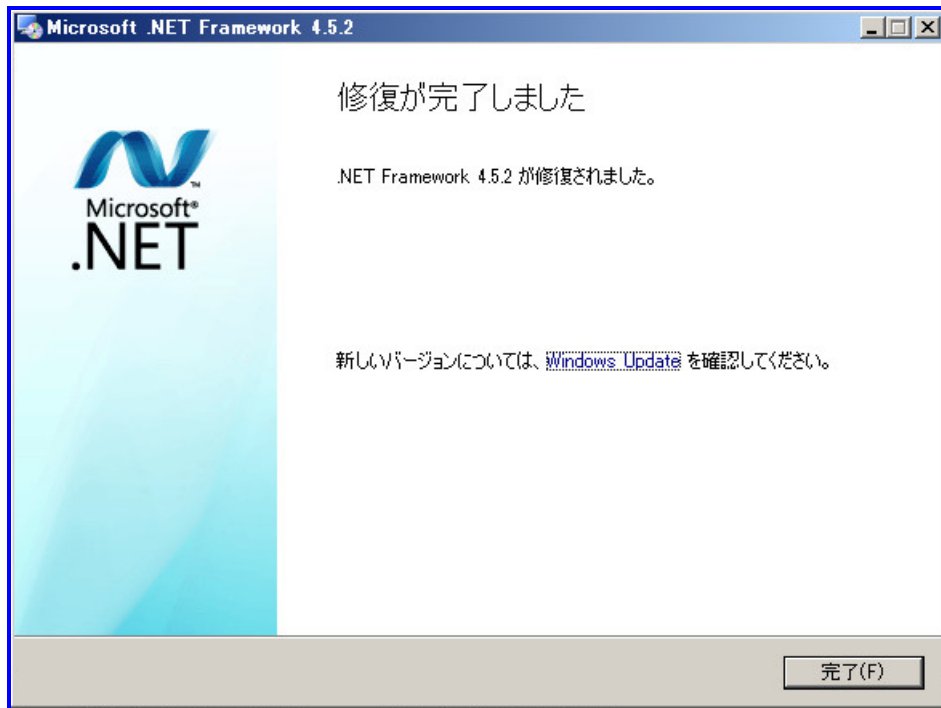 Microsoft .NET Framework 4.5.2
修復が完了しました
.NET Framework 4.5.2 が修復されました。
Microsoft®
.NET™
新しいバージョンについては、Windows Update を確認してください。
完了(F)